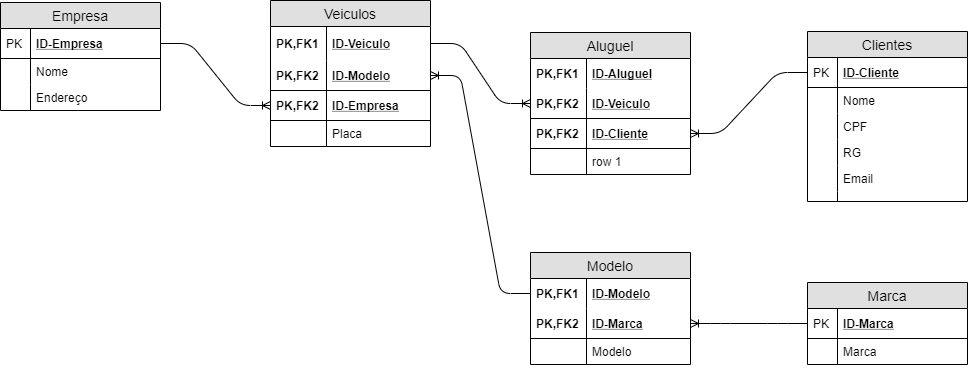 Empresa
PK ID-Empresa
Nome
Endereço
Veiculos
PK,FK1 ID-Veiculo
PK,FK2 ID-Modelo
PK,FK2 ID-Empresa
Placa
Aluguel
PK,FK1 ID-Aluguel
PK,FK2 ID-Veiculo
PK,FK2 ID-Cliente
row 1
Clientes
PK ID-Cliente
Nome
CPF
RG
Email
Modelo
PK,FK1 ID-Modelo
PK,FK2 ID-Marca
Modelo
Marca
PK ID-Marca
Marca